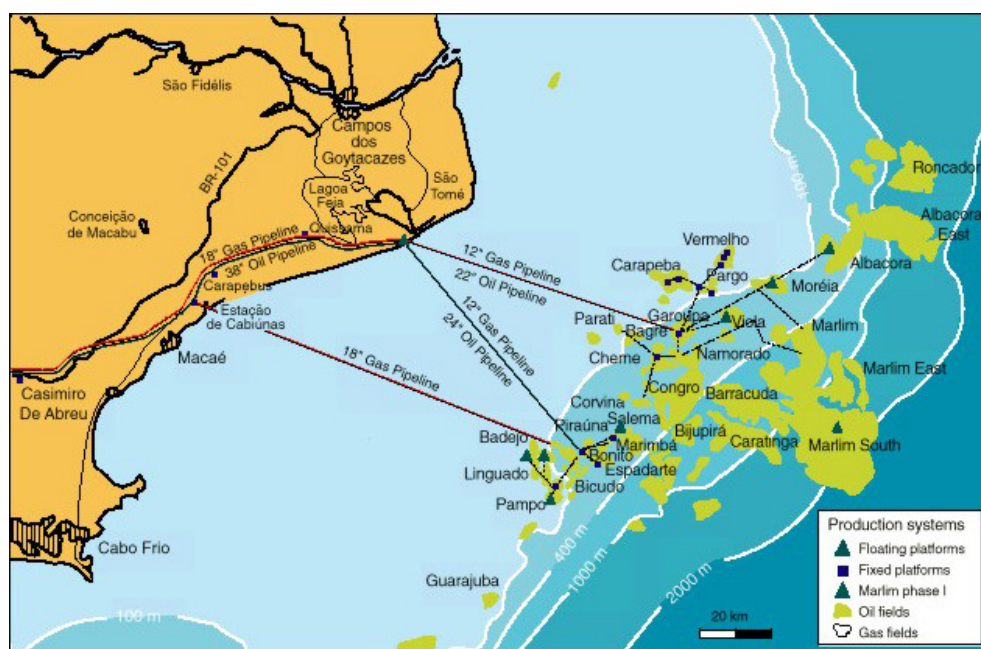 São Fidélis
Campos
dos
Goytacazes
BR-101
Lagoa
Feia
São
Tomé
Conceição
de Macabu
Quissama
18" Gas Pipeline
38" Oil Pipeline
Carapebus
Estação
de Cabiúnas
Macaé
Casimiro
De Abreu
Cabo Frio
12" Gas Pipeline
22" Oil Pipeline
12" Gas Pipeline
24" Oil Pipeline
18" Gas Pipeline
100 m
Roncador
Albacora
East
Albacora
Vermelho
Carapeba
Pargo
Moréia
Garoupa
Parati
Bagre
Viola
Marlim
Cherne
Namorado
Marlim East
Congro
Barracuda
Corvina
Salema
Piraúna
Bijupirá
Marimbá
Caratinga
Marlim South
Badejo
Bonito
Linguado
Espadarte
Bicudo
Pampo
Guarajuba
400 m
1000 m
2000 m
100 m
20 km
Production systems
Floating platforms
Fixed platforms
Marlim phase I
Oil fields
Gas fields